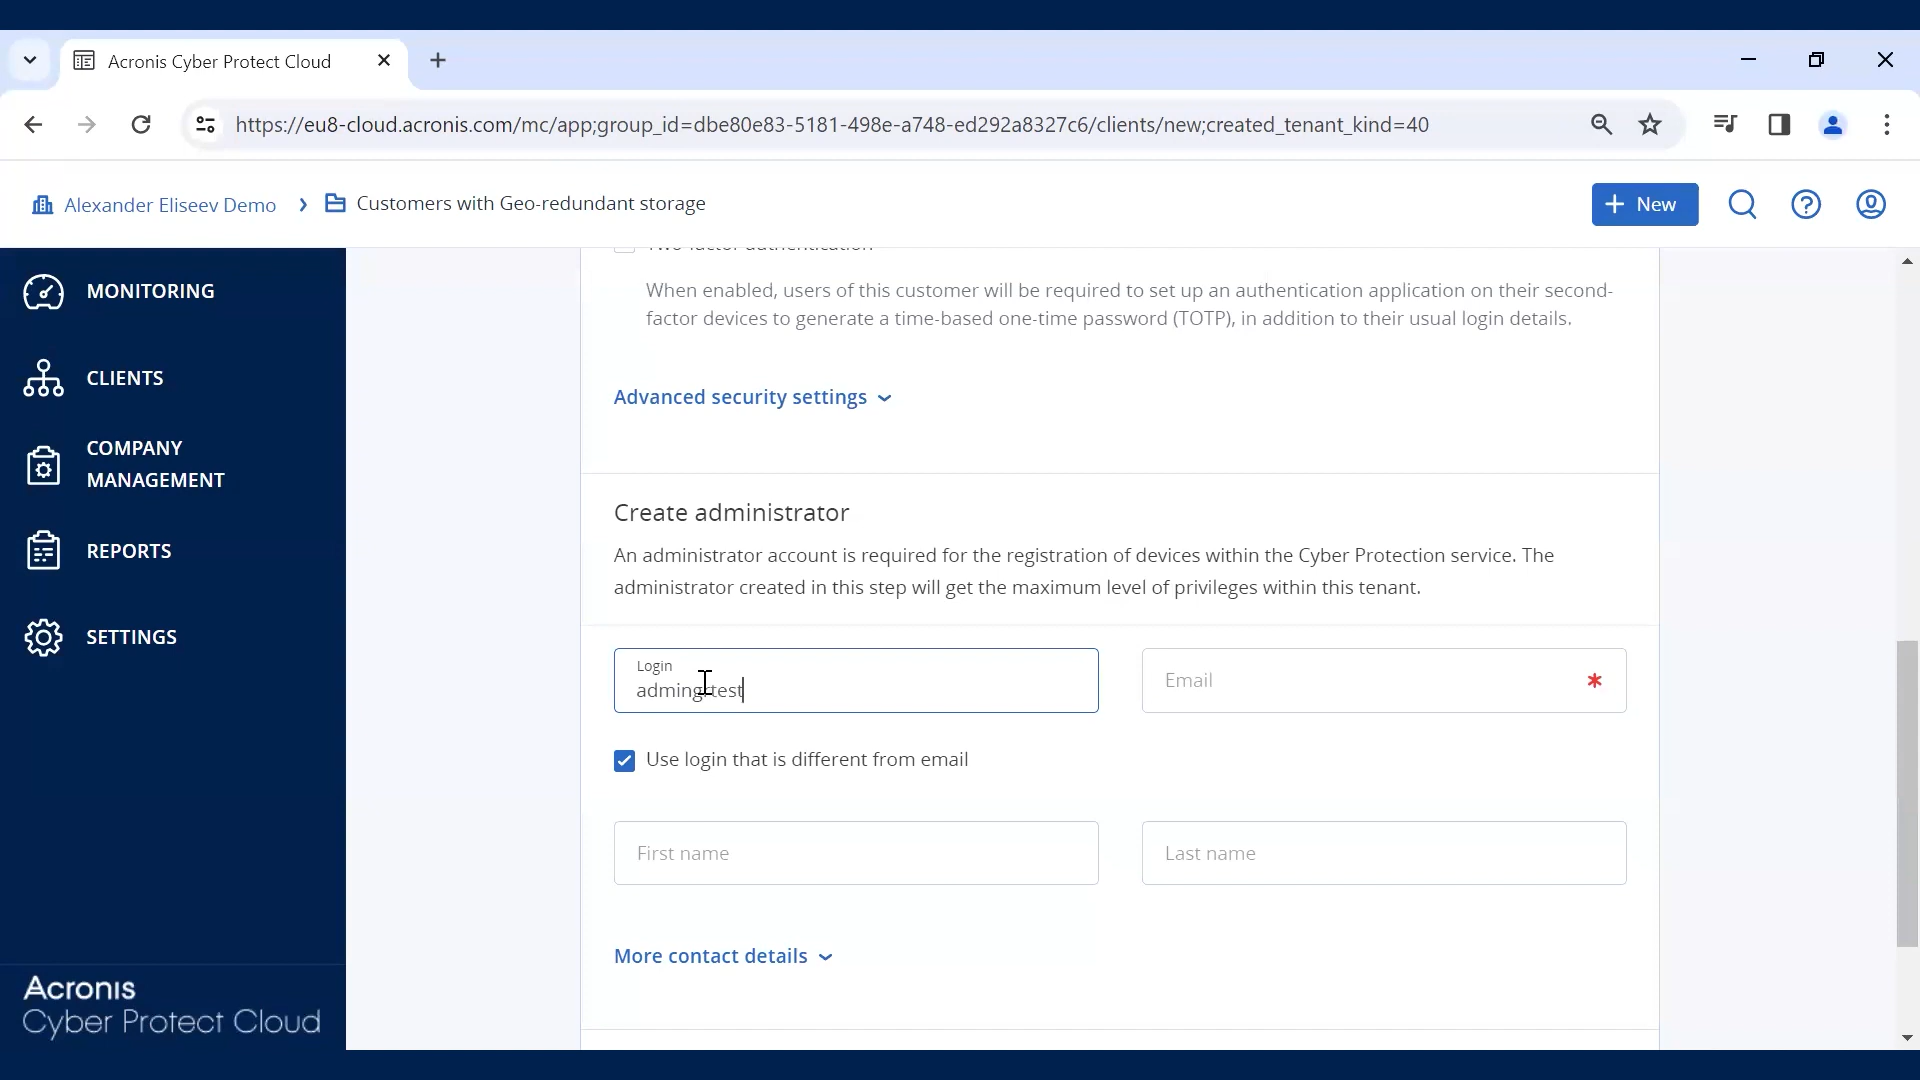 Acronis Cyber Protect Cloud
https://eu8-cloud.acronis.com/mc/app;group_id=dbe80e83-5181-498e-a748-ed292a8327c6/clients/new;created_tenant_kind=40
Alexander Eliseev Demo
Customers with Geo-redundant storage
New
MONITORING
CLIENTS
COMPANY
MANAGEMENT
REPORTS
SETTINGS
Acronis
Cyber Protect Cloud
Two-factor authentication
When enabled, users of this customer will be required to set up an authentication application on their second-
factor devices to generate a time-based one-time password (TOTP), in addition to their usual login details.
Advanced security settings
Create administrator
An administrator account is required for the registration of devices within the Cyber Protection service. The
administrator created in this step will get the maximum level of privileges within this tenant.
Login
admingrtest
Email *
Use login that is different from email
First name
Last name
More contact details